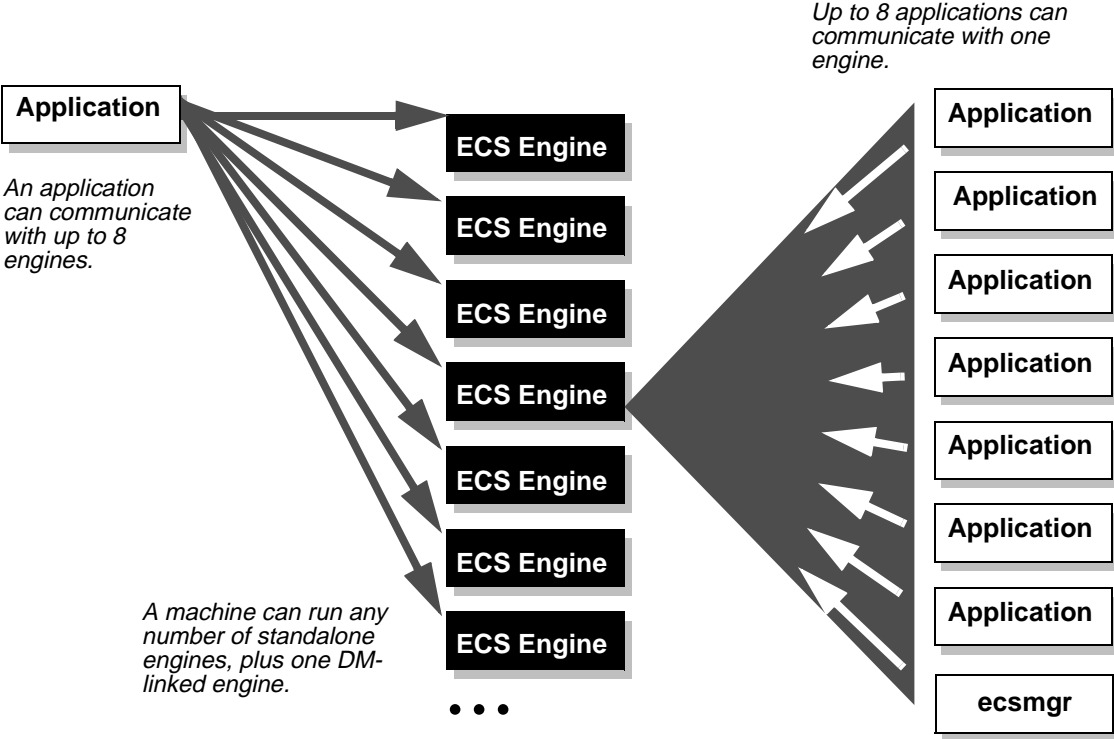 Up to 8 applications can
communicate with one
engine.
Application
An application
can communicate
with up to 8
engines.
ECS Engine
ECS Engine
ECS Engine
ECS Engine
ECS Engine
ECS Engine
ECS Engine
• • •
A machine can run any
number of standalone
engines, plus one DM-
linked engine.
Application
Application
Application
Application
Application
Application
Application
ecsmgr